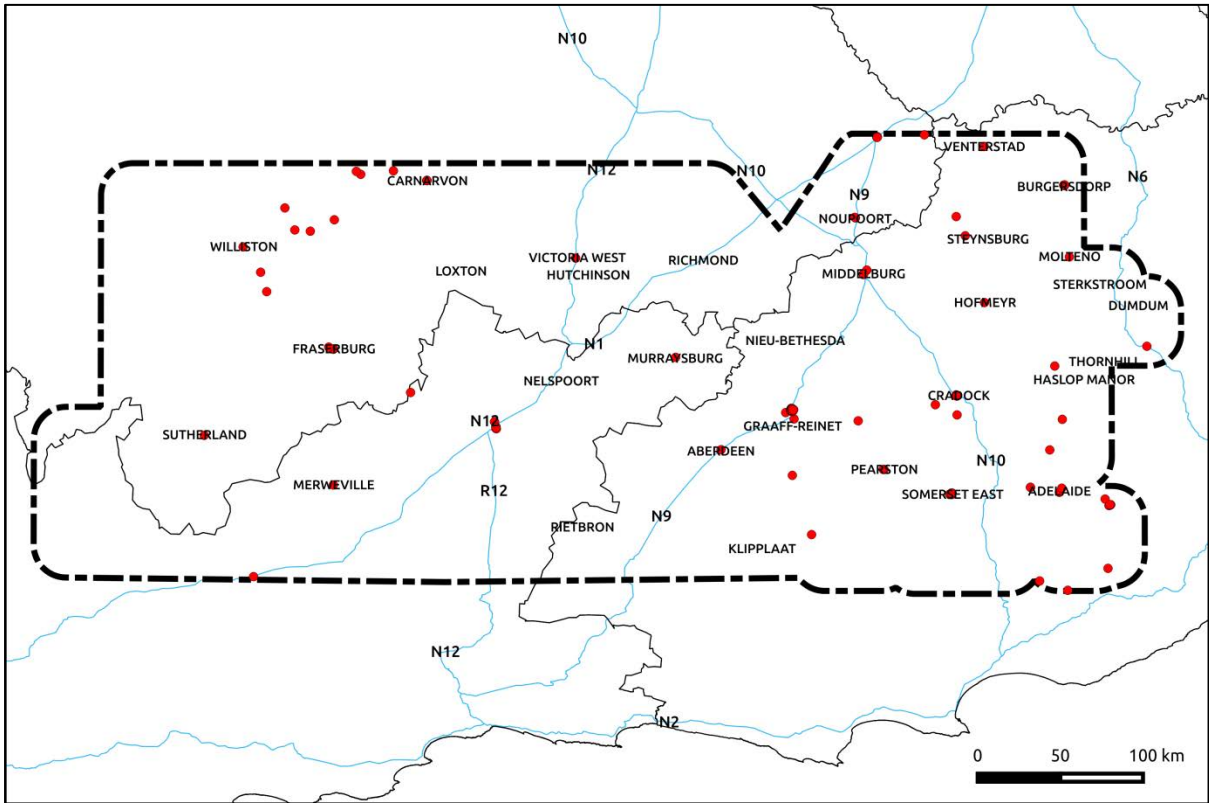 N10
VENTERSTAD
N12
N10
CARNARVON
N6
BURGERSDORP
N9
NOUPOORT
STEYNSBURG
WILLISTON
VICTORIA WEST
RICHMOND
MOLTENO
LOXTON
HUTCHINSON
MIDDELBURG
STERKSTROOM
HOFMEYR
DUMDUM
NIEU-BETHESDA
FRASERBURG
N1
MURRAYSBURG
THORNHILL
NELSPOORT
HASLOP MANOR
CRADOCK
N12
GRAAFF-REINET
SUTHERLAND
ABERDEEN
N10
PEARSTON
MERWEVILLE
R12
SOMERSET EAST
ADELAIDE
N9
RIETBRON
KLIPPLAAT
N12
N2
0 50 100 km